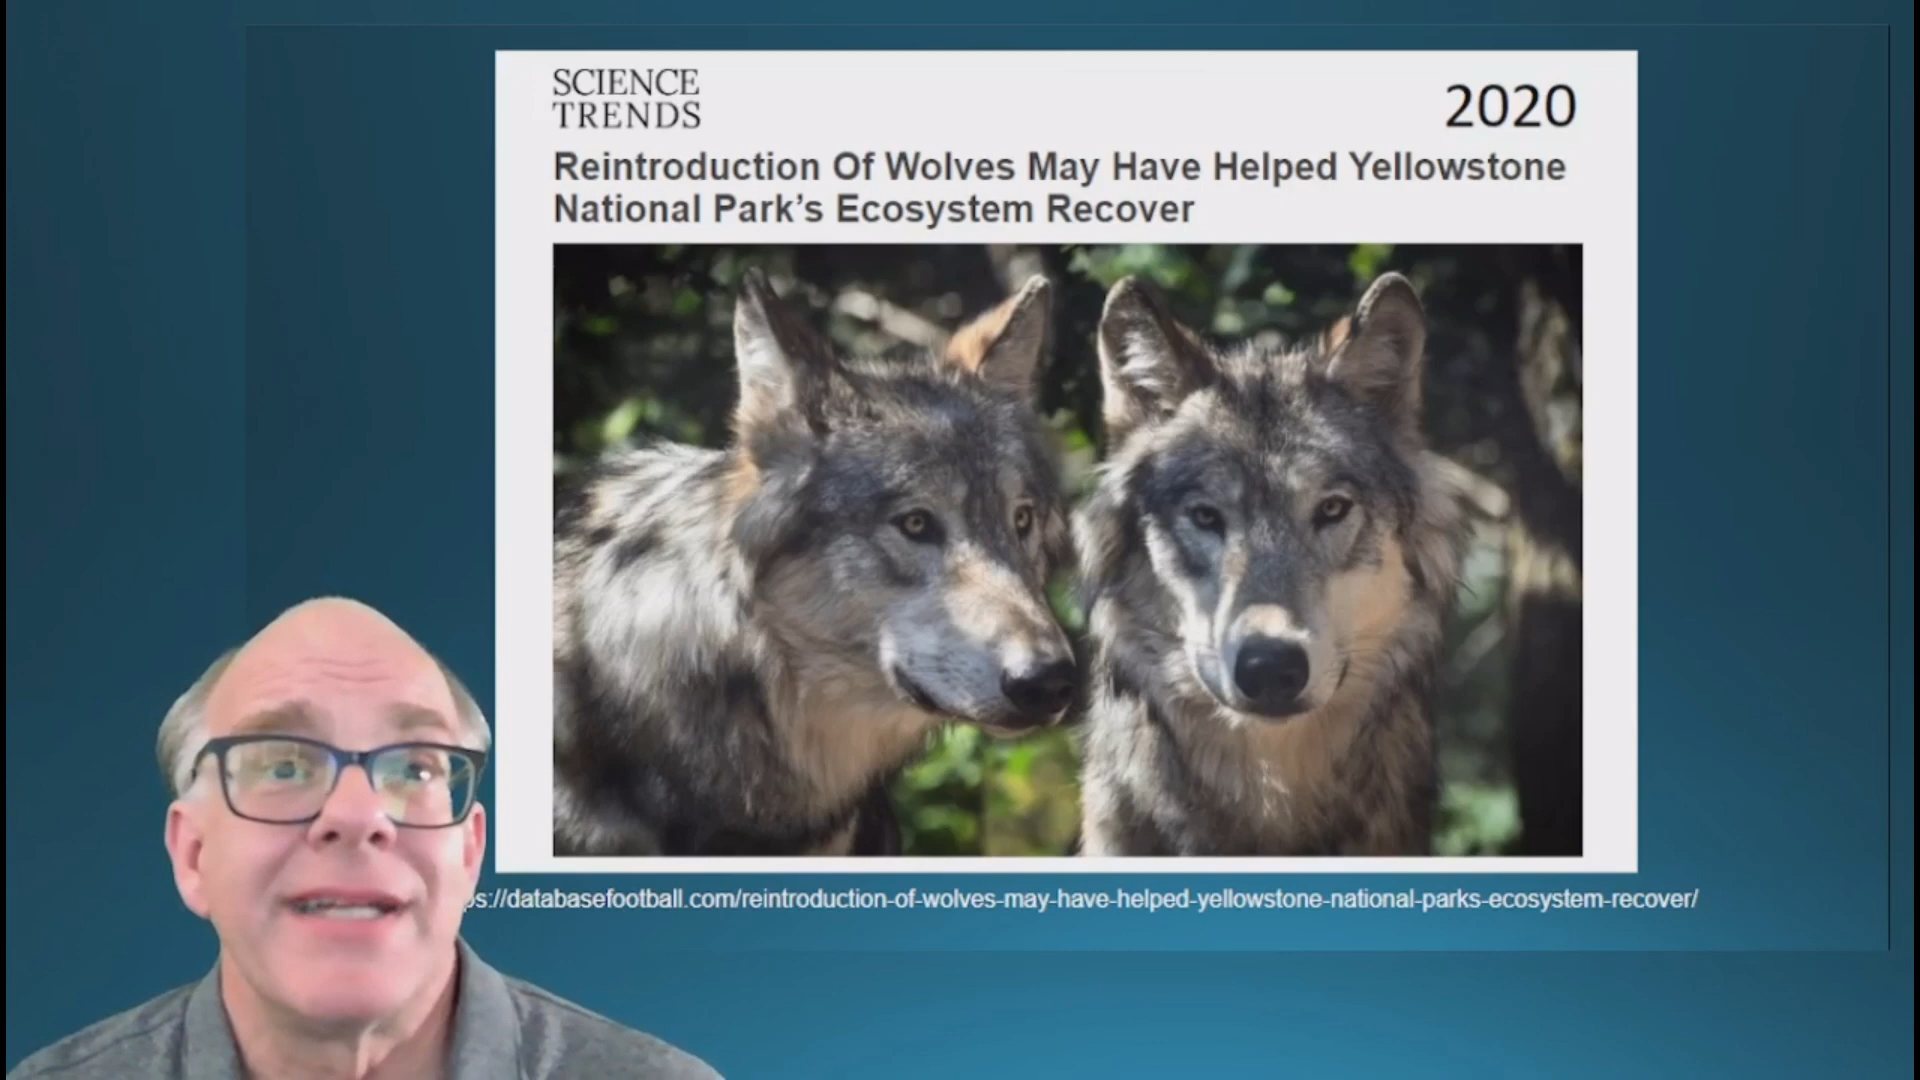 SCIENCE
TRENDS
2020
Reintroduction Of Wolves May Have Helped Yellowstone
National Park’s Ecosystem Recover
ps://databasefootball.com/reintroduction-of-wolves-may-have-helped-yellowstone-national-parks-ecosystem-recover/